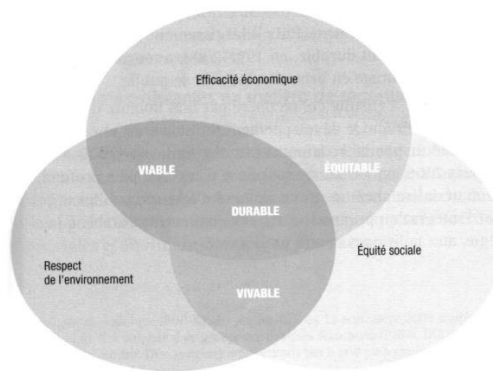 Efficacité économique
VIABLE
ÉQUITABLE
DURABLE
Respect
de l'environnement
Équité sociale
VIVABLE